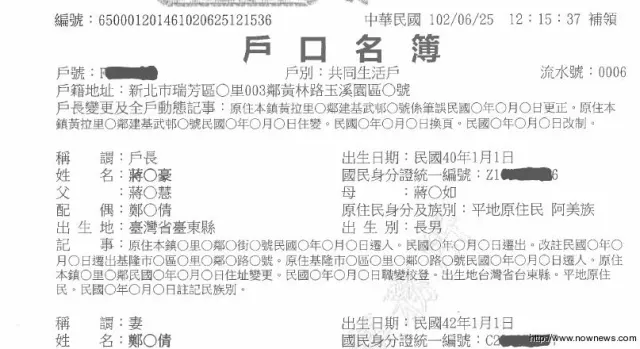 編號：65000120146102062512​1536 中華民國 102/06/25 12:15:37 補領
戶口名簿
戶號：F 戶別：共同生活戶 流水號：0006
戶籍地址：新北市瑞芳區○里003鄰黃林路玉溪園區○號
戶長變更及全戶動態記事：原住本鎮黃拉里○鄰建基武邨○號係筆誤民國○年○月○日更正。原住本
鎮黃拉里○鄰建基武邨○號民國○年○月○日住變。民國○年○月○日換頁。民國○年○月○日改制。
稱謂：戶長 出生日期：民國40年1月1日
姓名：蔣○豪 國民身分證統一編號：Z1 6
父：蔣○慧 母：蔣○如
配偶：鄭○倩 原住民身分及族別：平地原住民 阿美族
出生地：臺灣省臺東縣 出生別：長男
記事：原住本鎮○里○鄰○街○號民國○年○月○日遷入。民國○年○月○日遷出。改註民國○年○
月○日遷出基隆市○區○里○鄰○路○號。原住基隆市○區○里○鄰○路○號民國○年○月○日遷入。原住
本鎮○里○鄰民國○年○月○日住址變更。民國○年○月○日職變校登。出生地台灣省台東縣。平地原住
民。民國○年○月○日註記民族別。
稱謂：妻 出生日期：民國42年1月1日
姓名：鄭○倩 國民身分證統一編號：C2
http://www.nownews.com